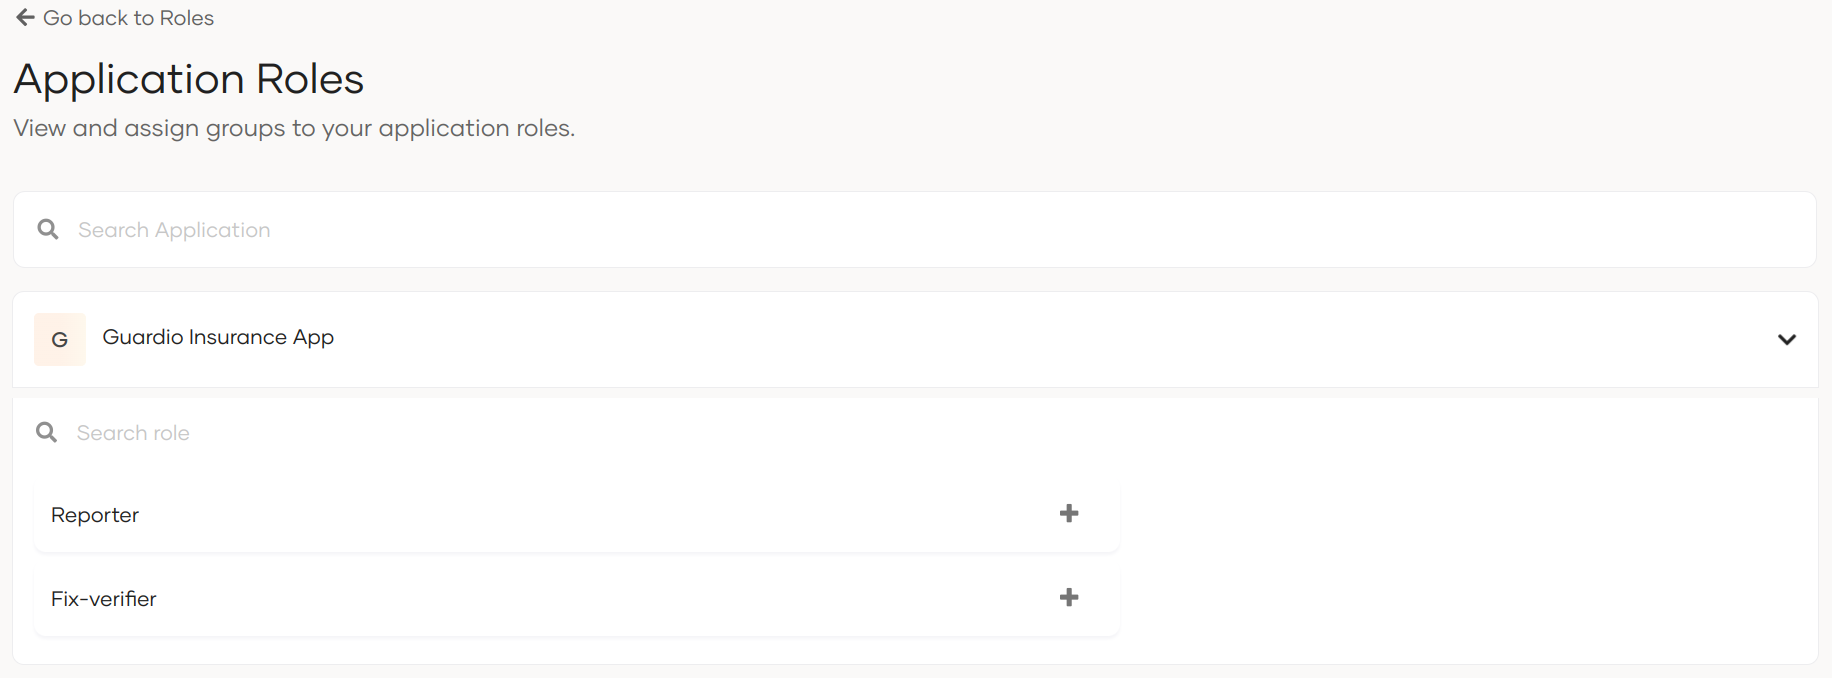 Go back to Roles
Application Roles
View and assign groups to your application roles.
Search Application
G
Guardio Insurance App
Search role
Reporter
Fix-verifier